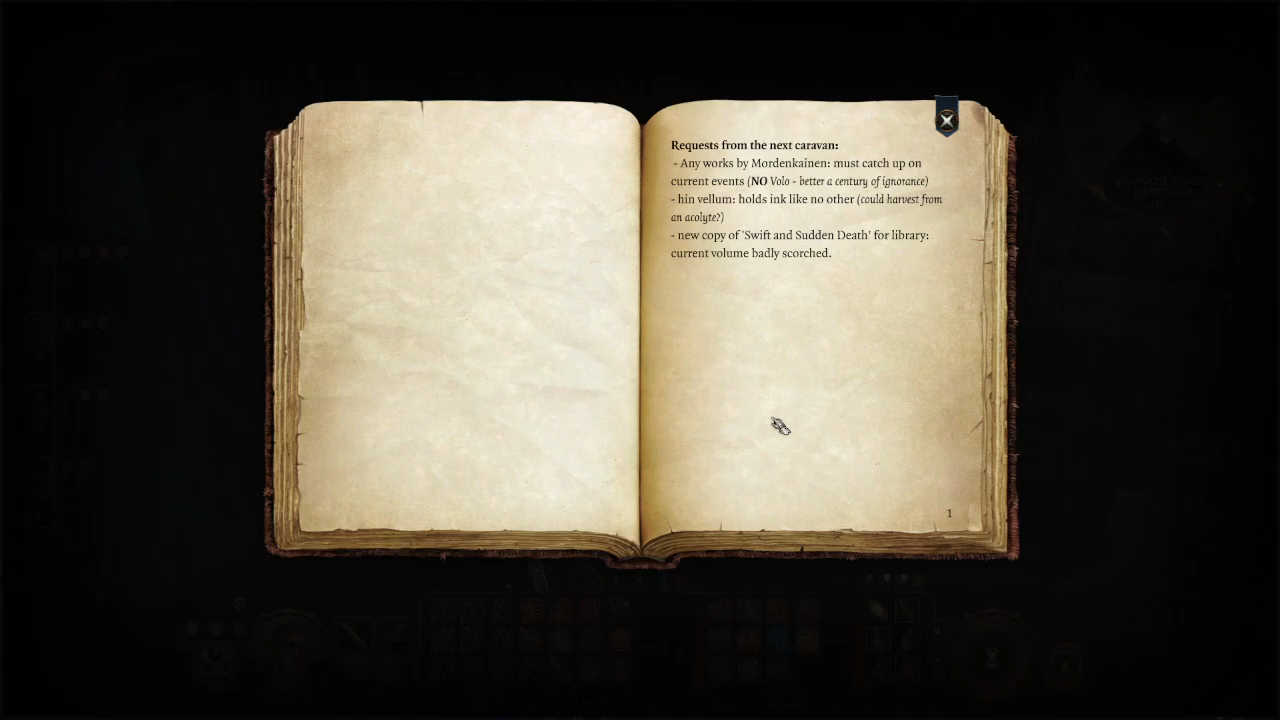 Requests from the next caravan:
- Any works by Mordenkainen: must catch up on
current events (NO Volo - better a century of ignorance)
- hin vellum: holds ink like no other (could harvest from
an acolyte?)
- new copy of 'Swift and Sudden Death' for library:
current volume badly scorched.
1